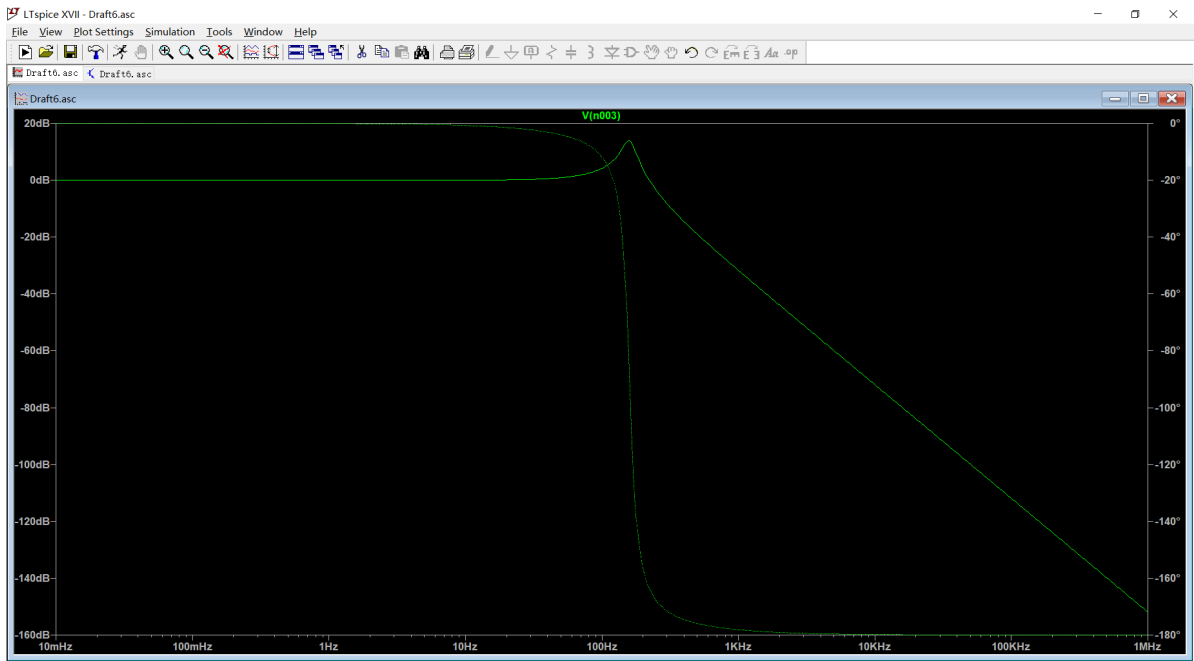 LTspice XVII - Draft6.asc
File View Plot Settings Simulation Tools Window Help
Aa .op
Draft6.asc Draft6.asc
Draft6.asc
V(n003)
20dB 0°
0dB -20°
-20dB -40°
-40dB -60°
-60dB -80°
-80dB -100°
-100dB -120°
-120dB -140°
-140dB -160°
-160dB -180°
10mHz 100mHz 1Hz 10Hz 100Hz 1KHz 10KHz 100KHz 1MHz